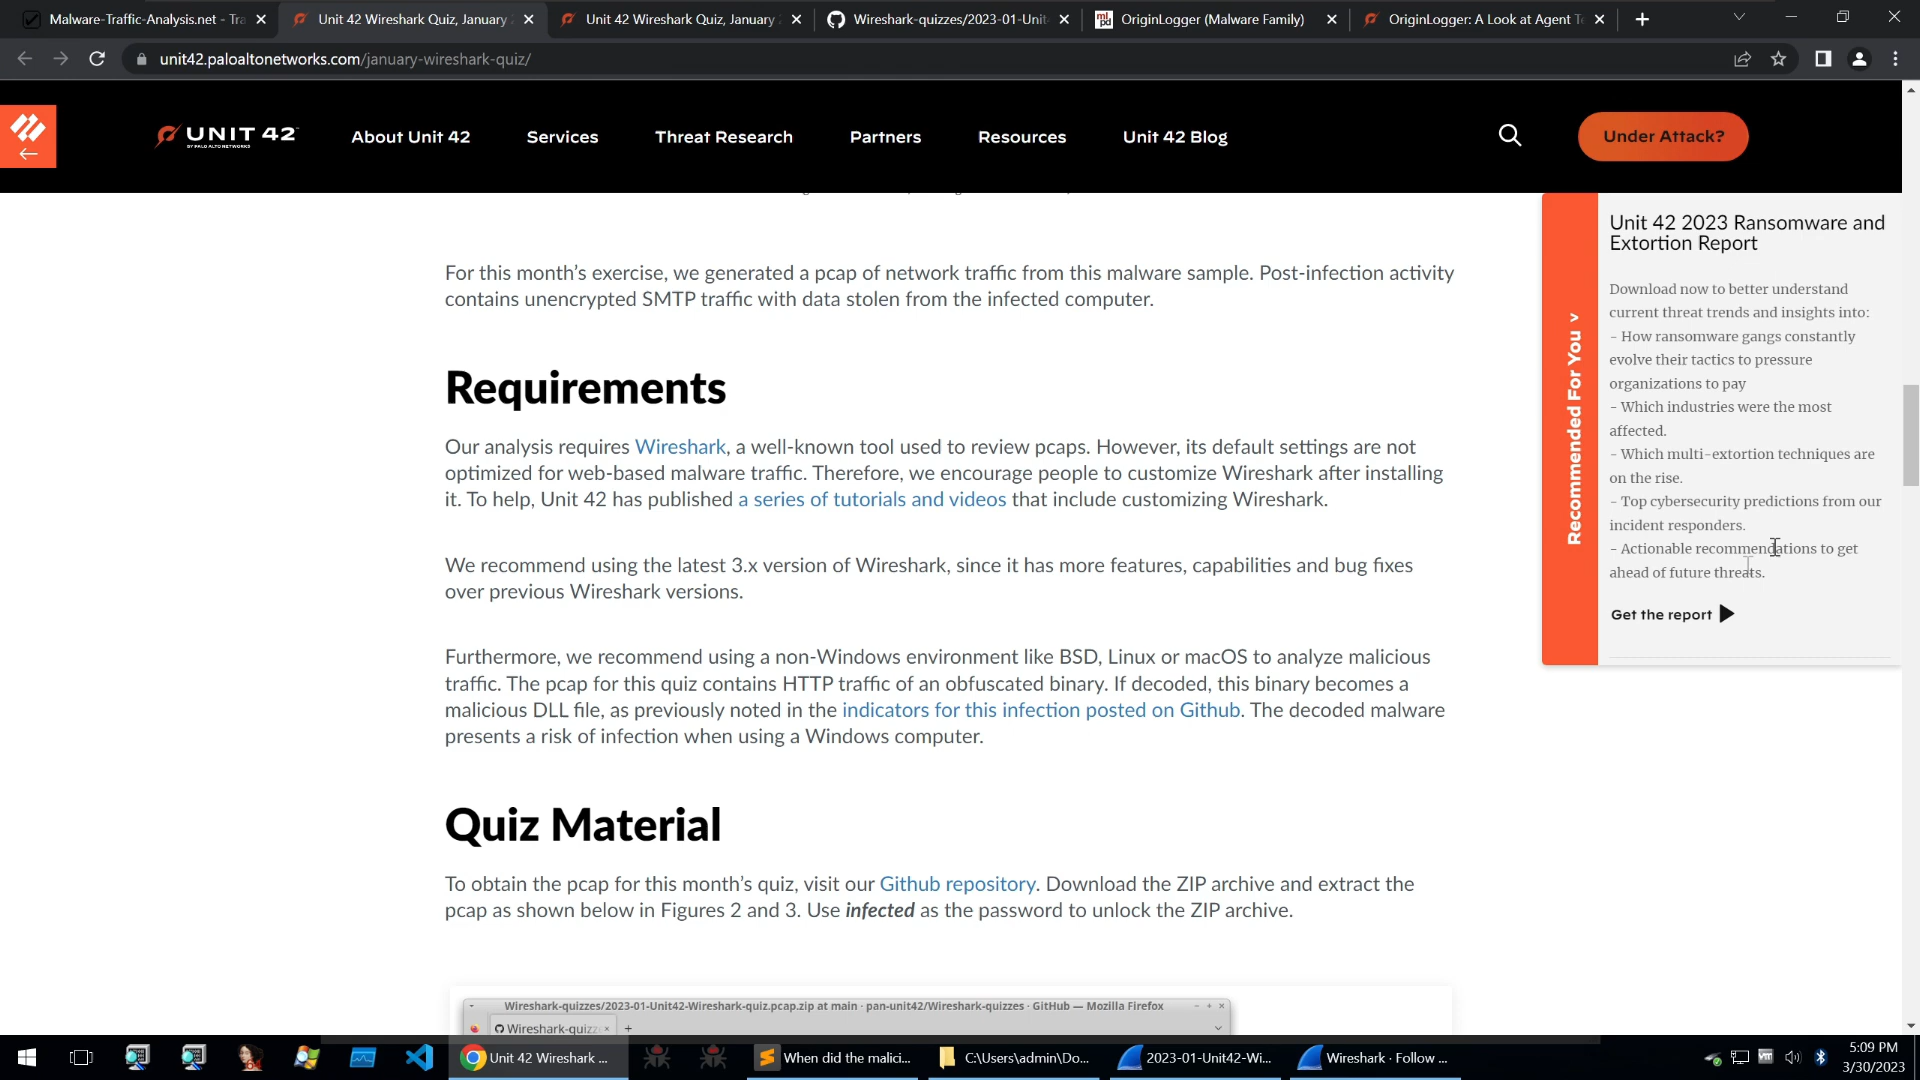 Malware-Traffic-Analysis.net - Tra
Unit 42 Wireshark Quiz, January
Unit 42 Wireshark Quiz, January
Wireshark-quizzes/2023-01-Unit
OriginLogger (Malware Family)
OriginLogger: A Look at Agent Te
unit42.paloaltonetworks.com/january-wireshark-quiz/
UNIT 42
BY PALO ALTO NETWORKS
About Unit 42
Services
Threat Research
Partners
Resources
Unit 42 Blog
Under Attack?
For this month’s exercise, we generated a pcap of network traffic from this malware sample. Post-infection activity
contains unencrypted SMTP traffic with data stolen from the infected computer.
Requirements
Our analysis requires Wireshark, a well-known tool used to review pcaps. However, its default settings are not
optimized for web-based malware traffic. Therefore, we encourage people to customize Wireshark after installing
it. To help, Unit 42 has published a series of tutorials and videos that include customizing Wireshark.
We recommend using the latest 3.x version of Wireshark, since it has more features, capabilities and bug fixes
over previous Wireshark versions.
Furthermore, we recommend using a non-Windows environment like BSD, Linux or macOS to analyze malicious
traffic. The pcap for this quiz contains HTTP traffic of an obfuscated binary. If decoded, this binary becomes a
malicious DLL file, as previously noted in the indicators for this infection posted on Github. The decoded malware
presents a risk of infection when using a Windows computer.
Quiz Material
To obtain the pcap for this month’s quiz, visit our Github repository. Download the ZIP archive and extract the
pcap as shown below in Figures 2 and 3. Use infected as the password to unlock the ZIP archive.
Wireshark-quizzes/2023-01-Unit42-Wireshark-quiz.pcap.zip at main · pan-unit42/Wireshark-quizzes · GitHub — Mozilla Firefox
Wireshark-quizz
Recommended For You
Unit 42 2023 Ransomware and
Extortion Report
Download now to better understand
current threat trends and insights into:
- How ransomware gangs constantly
evolve their tactics to pressure
organizations to pay
- Which industries were the most
affected.
- Which multi-extortion techniques are
on the rise.
- Top cybersecurity predictions from our
incident responders.
- Actionable recommendations to get
ahead of future threats.
Get the report
Unit 42 Wireshark ...
When did the malici...
C:\Users\admin\Do...
2023-01-Unit42-Wi...
Wireshark · Follow ...
5:09 PM
3/30/2023